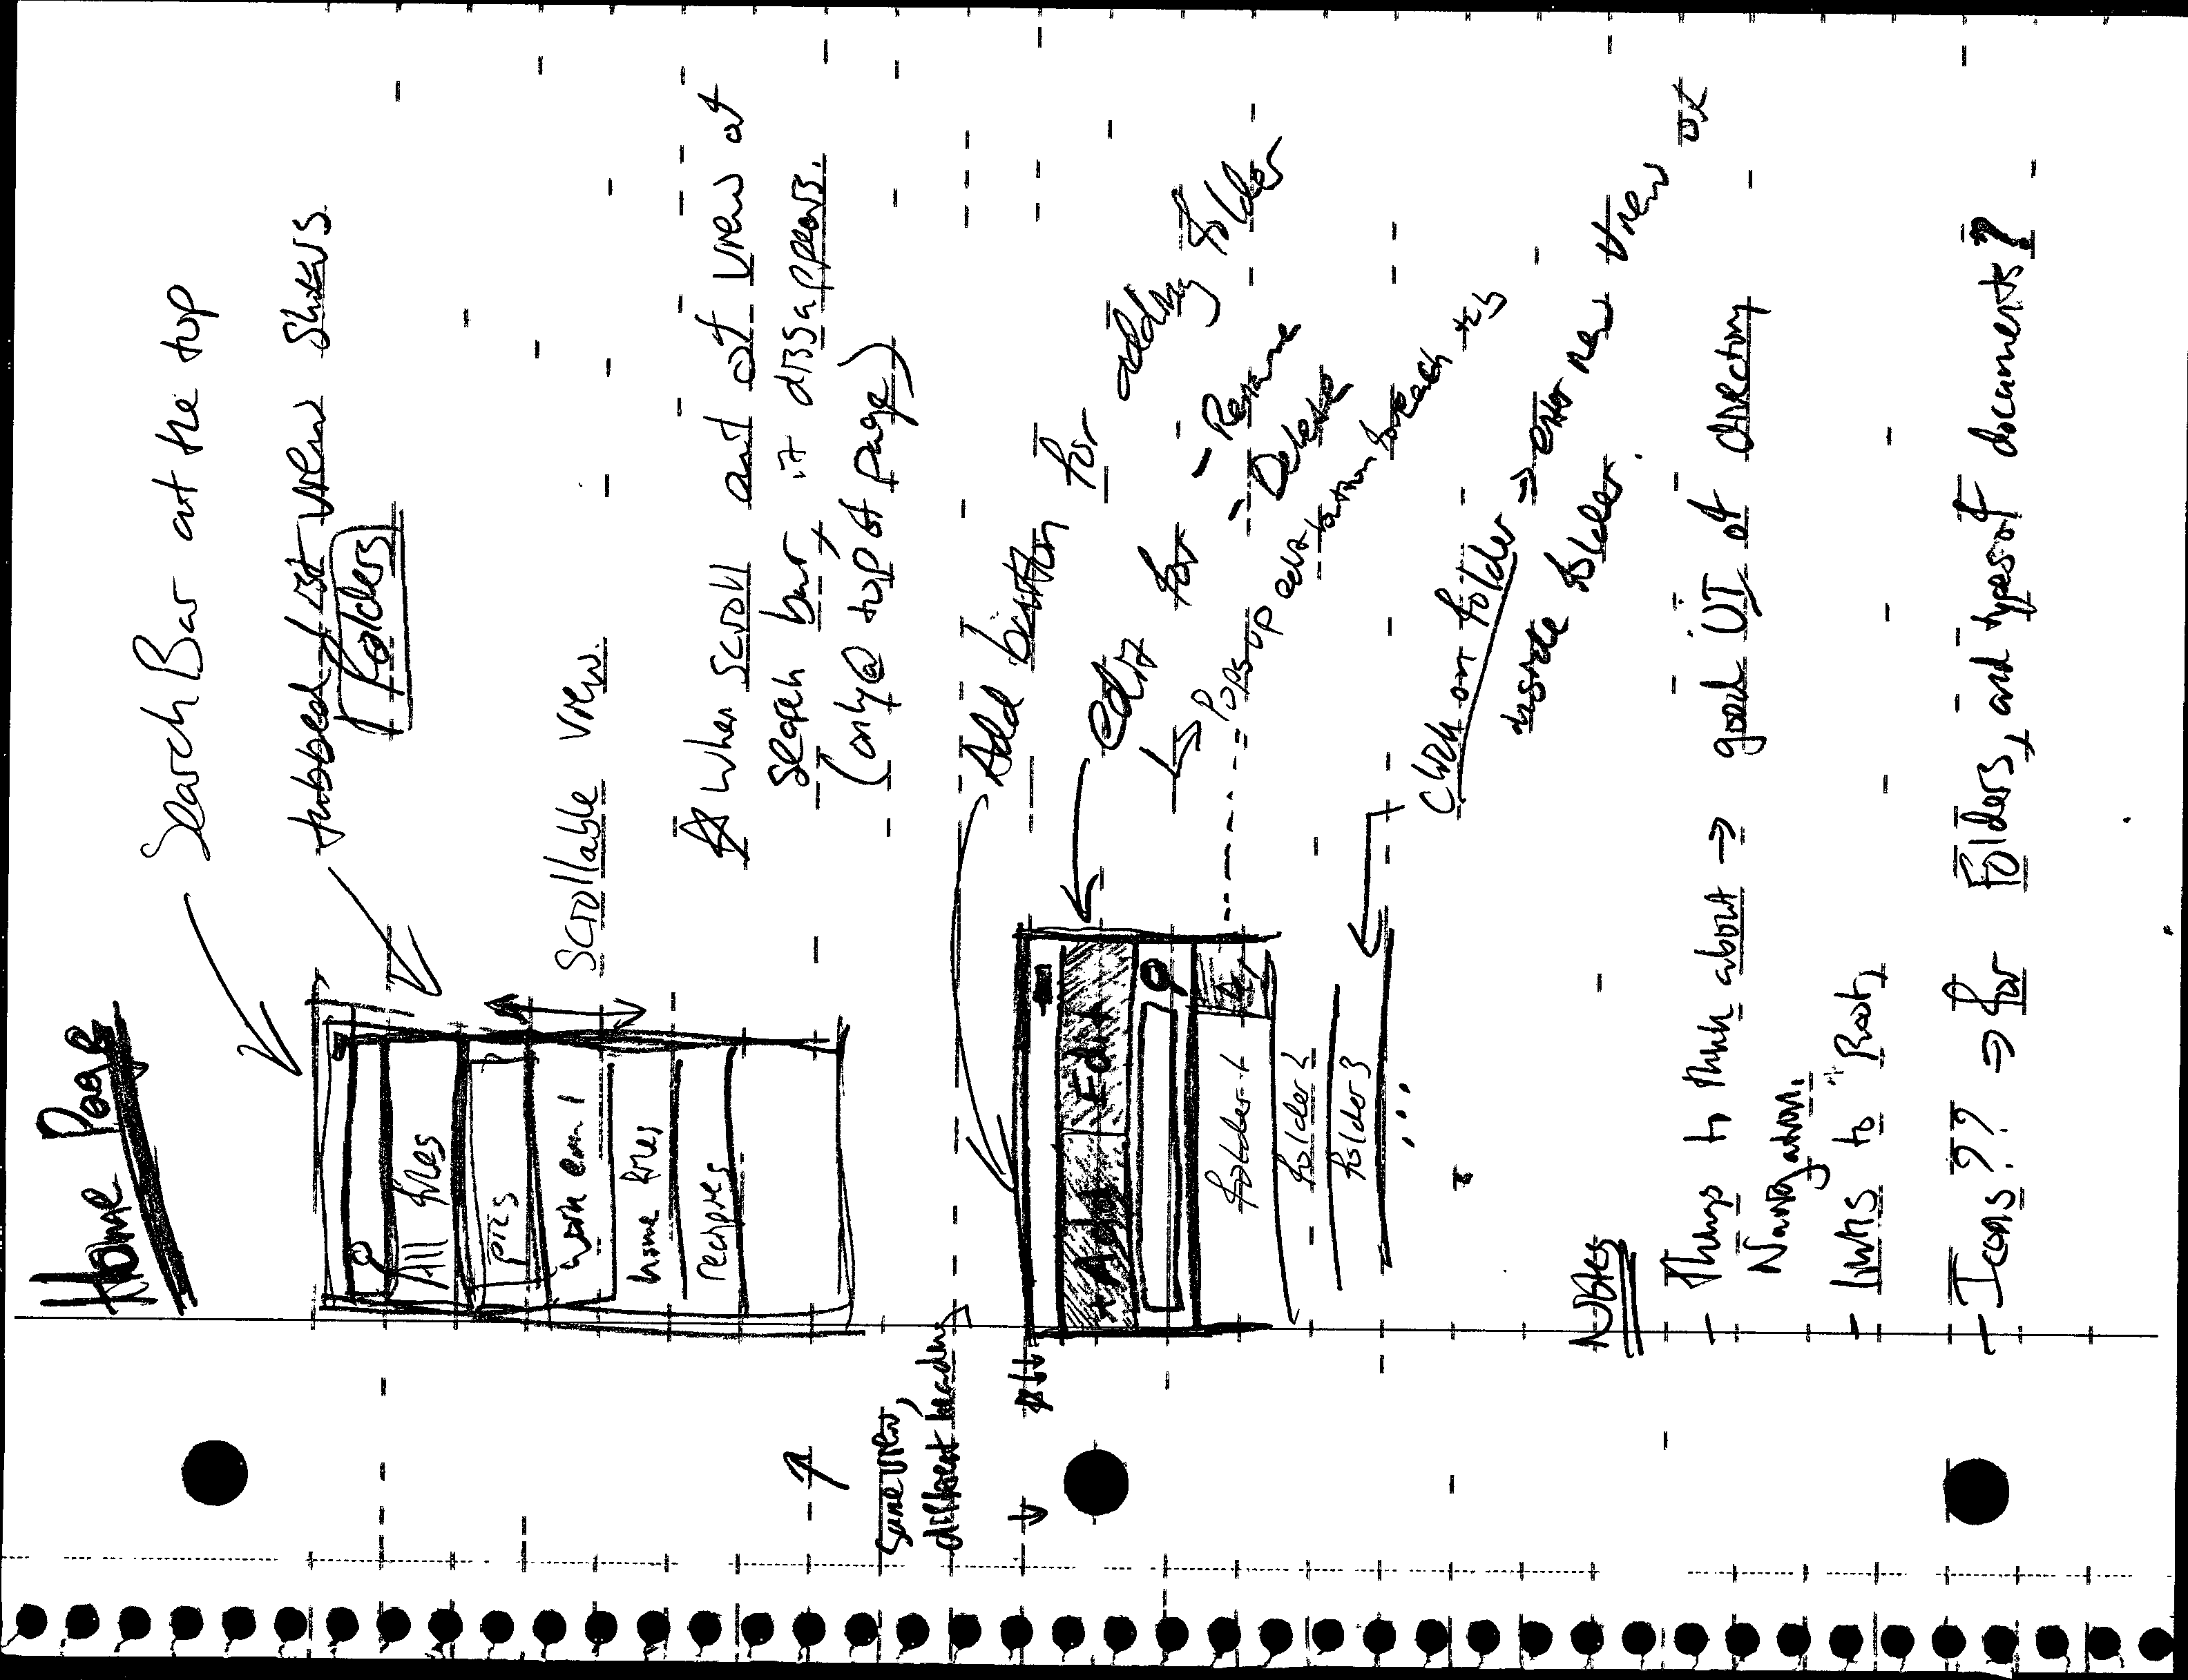 Home Page
Search Bar at the top
tabbed list view shows
folders
All files
pics
work email
home files
recipes
Scrollable view.
☆ When scroll out of view of
search bar, it disappears.
(only @ top of page)
same view,
different header
Add button for adding folder
edit for - Rename
- Delete
↳ Pops up edit button for each tab
+ Add Edit
folder 1
folder 2
folder 3
...
Click on folder ⇒ enter new view of
inside folder.
Notes
- Things to think about → good UI of directory
Navigation.
- links to "Root"
- Icons?? ⇒ for Folders, and types of documents?